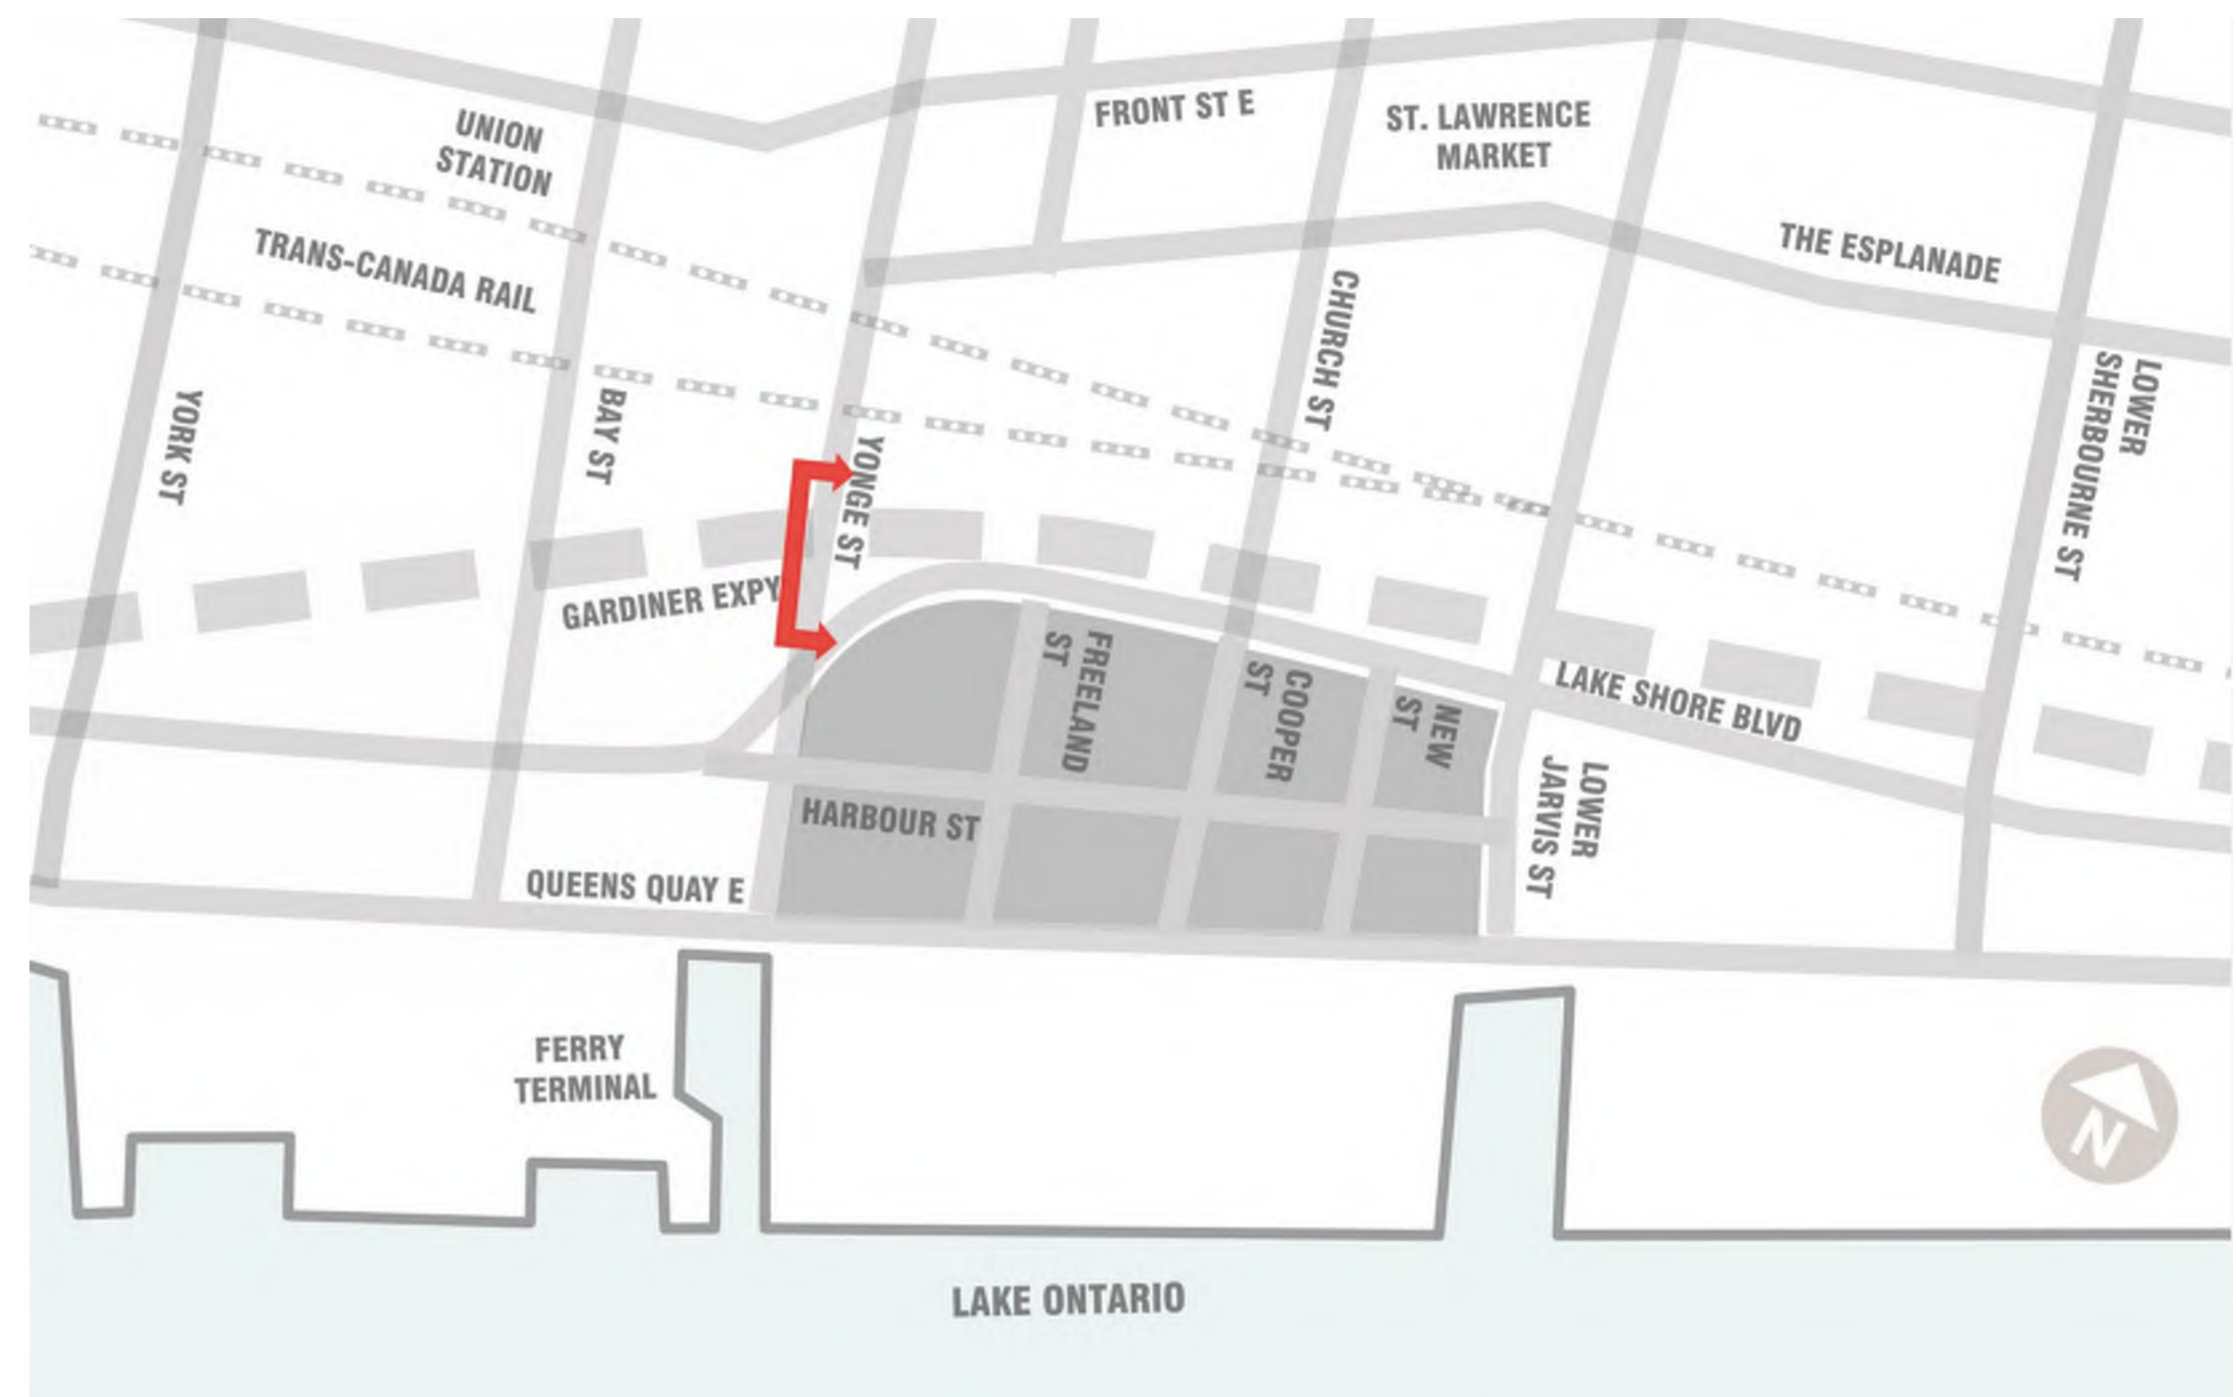 FRONT ST E
ST. LAWRENCE
MARKET
UNION
STATION
TRANS-CANADA RAIL
THE ESPLANADE
CHURCH ST
LOWER
SHERBOURNE ST
YORK ST
BAY ST
YONGE ST
GARDINER EXPY
FREELAND
ST
COOPER
ST
NEW
ST
LAKE SHORE BLVD
LOWER
JARVIS ST
HARBOUR ST
QUEENS QUAY E
FERRY
TERMINAL
N
LAKE ONTARIO